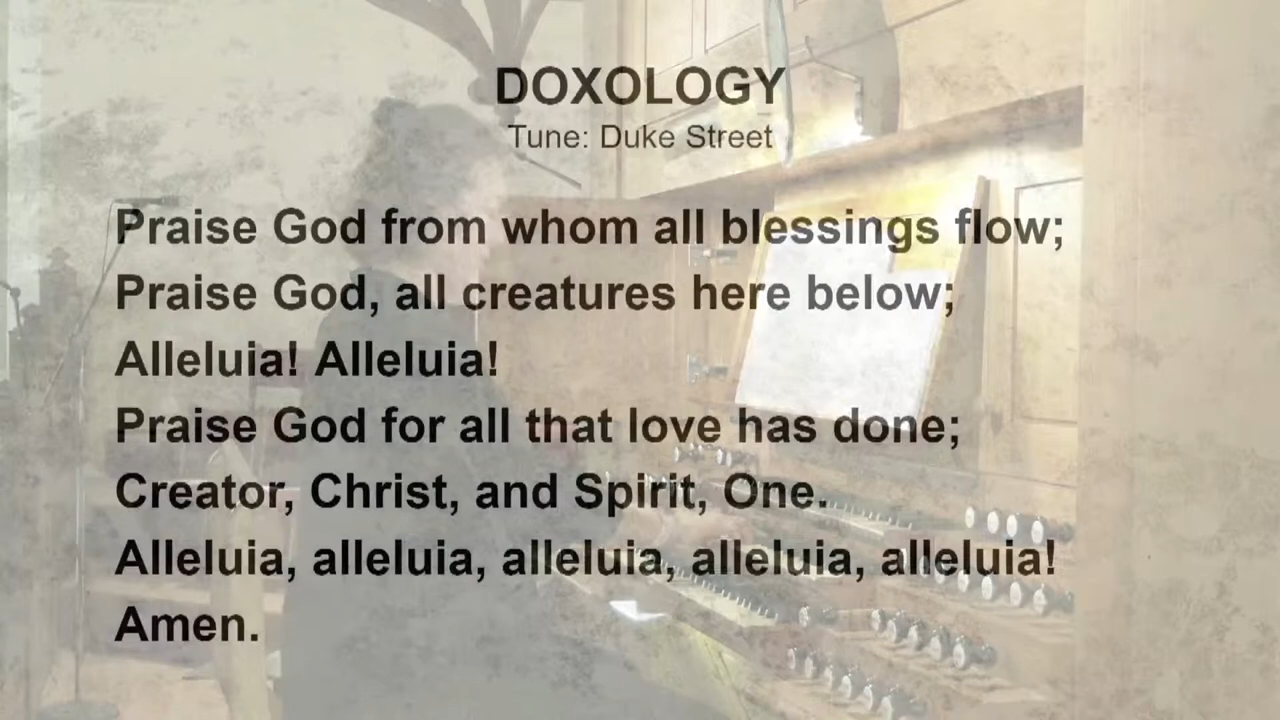 DOXOLOGY
Tune: Duke Street
Praise God from whom all blessings flow;
Praise God, all creatures here below;
Alleluia! Alleluia!
Praise God for all that love has done;
Creator, Christ, and Spirit, One.
Alleluia, alleluia, alleluia, alleluia, alleluia!
Amen.